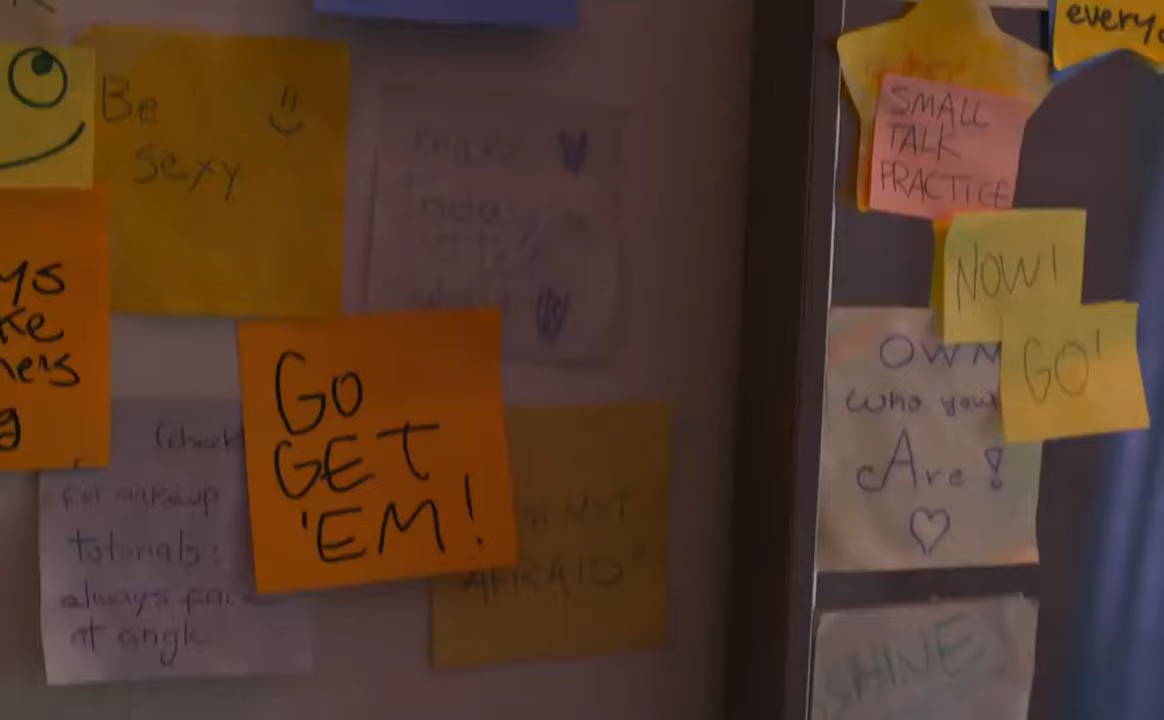 Be
sexy
ys
ke
ners
g
GO
GET
'EM!
(check
For makeup
tutorials:
always
at angle
NOT
AFRAID
every
SMALL
TALK
PRACTICE
NOW!
GO!
OWN
who you
Are!
SHINE